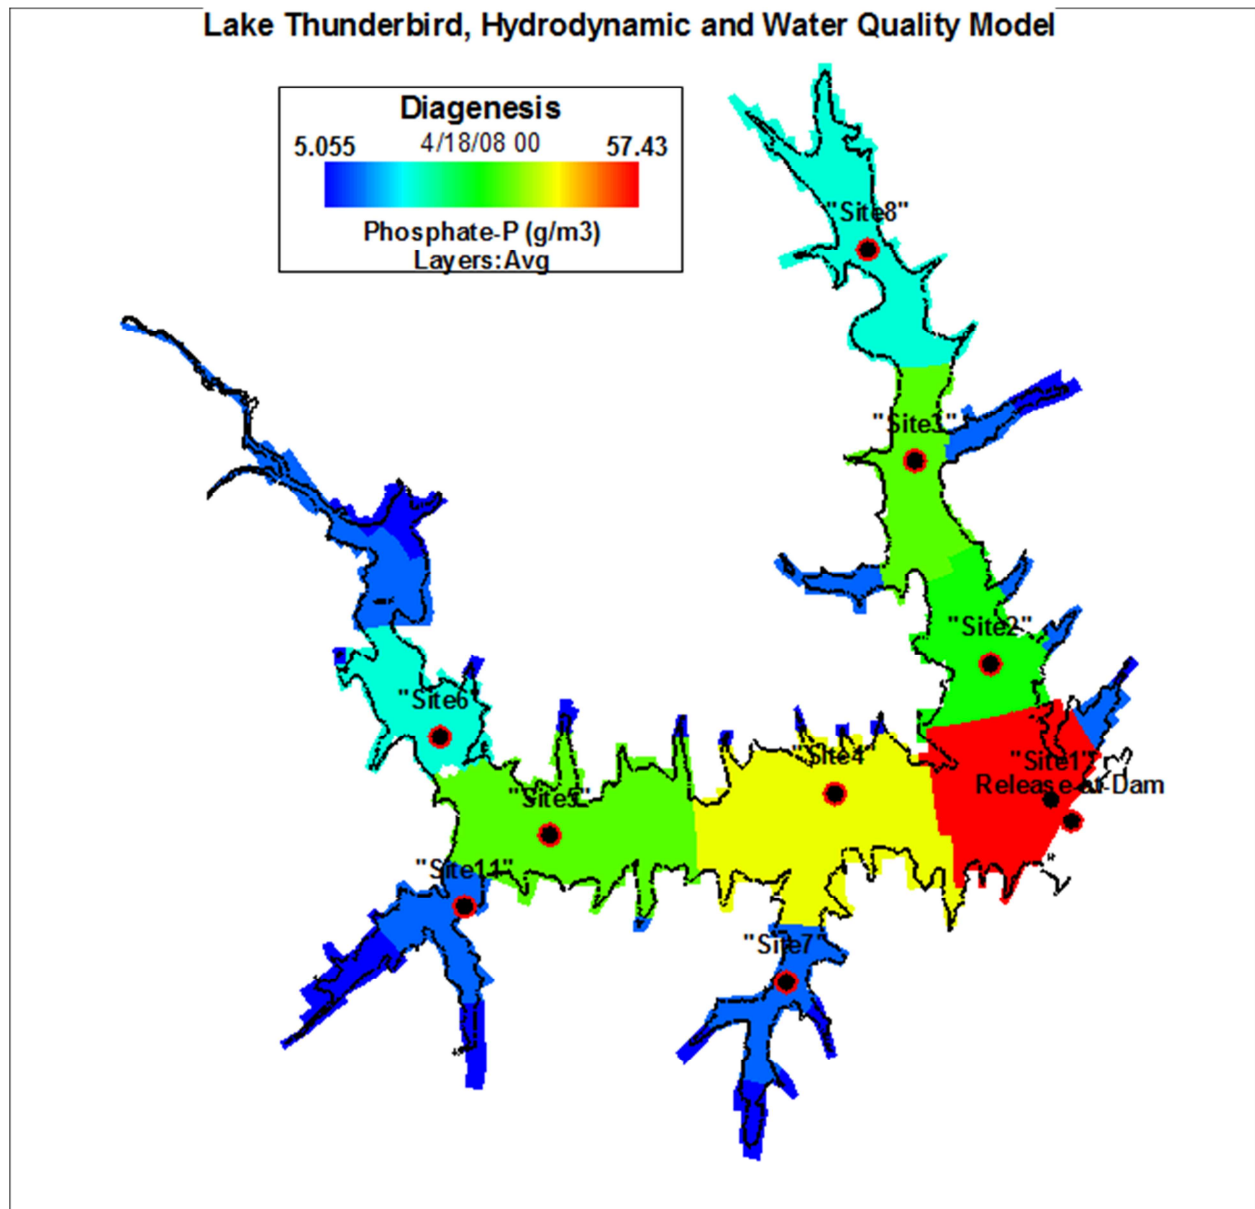 Lake Thunderbird, Hydrodynamic and Water Quality Model
Diagenesis
4/18/08 00
5.055
57.43
Phosphate-P (g/m3)
Layers:Avg
"Site8"
"Site3"
"Site2"
"Site6"
"Site4"
"Site1"
Release-at-Dam
"Site5"
"Site11"
"Site7"